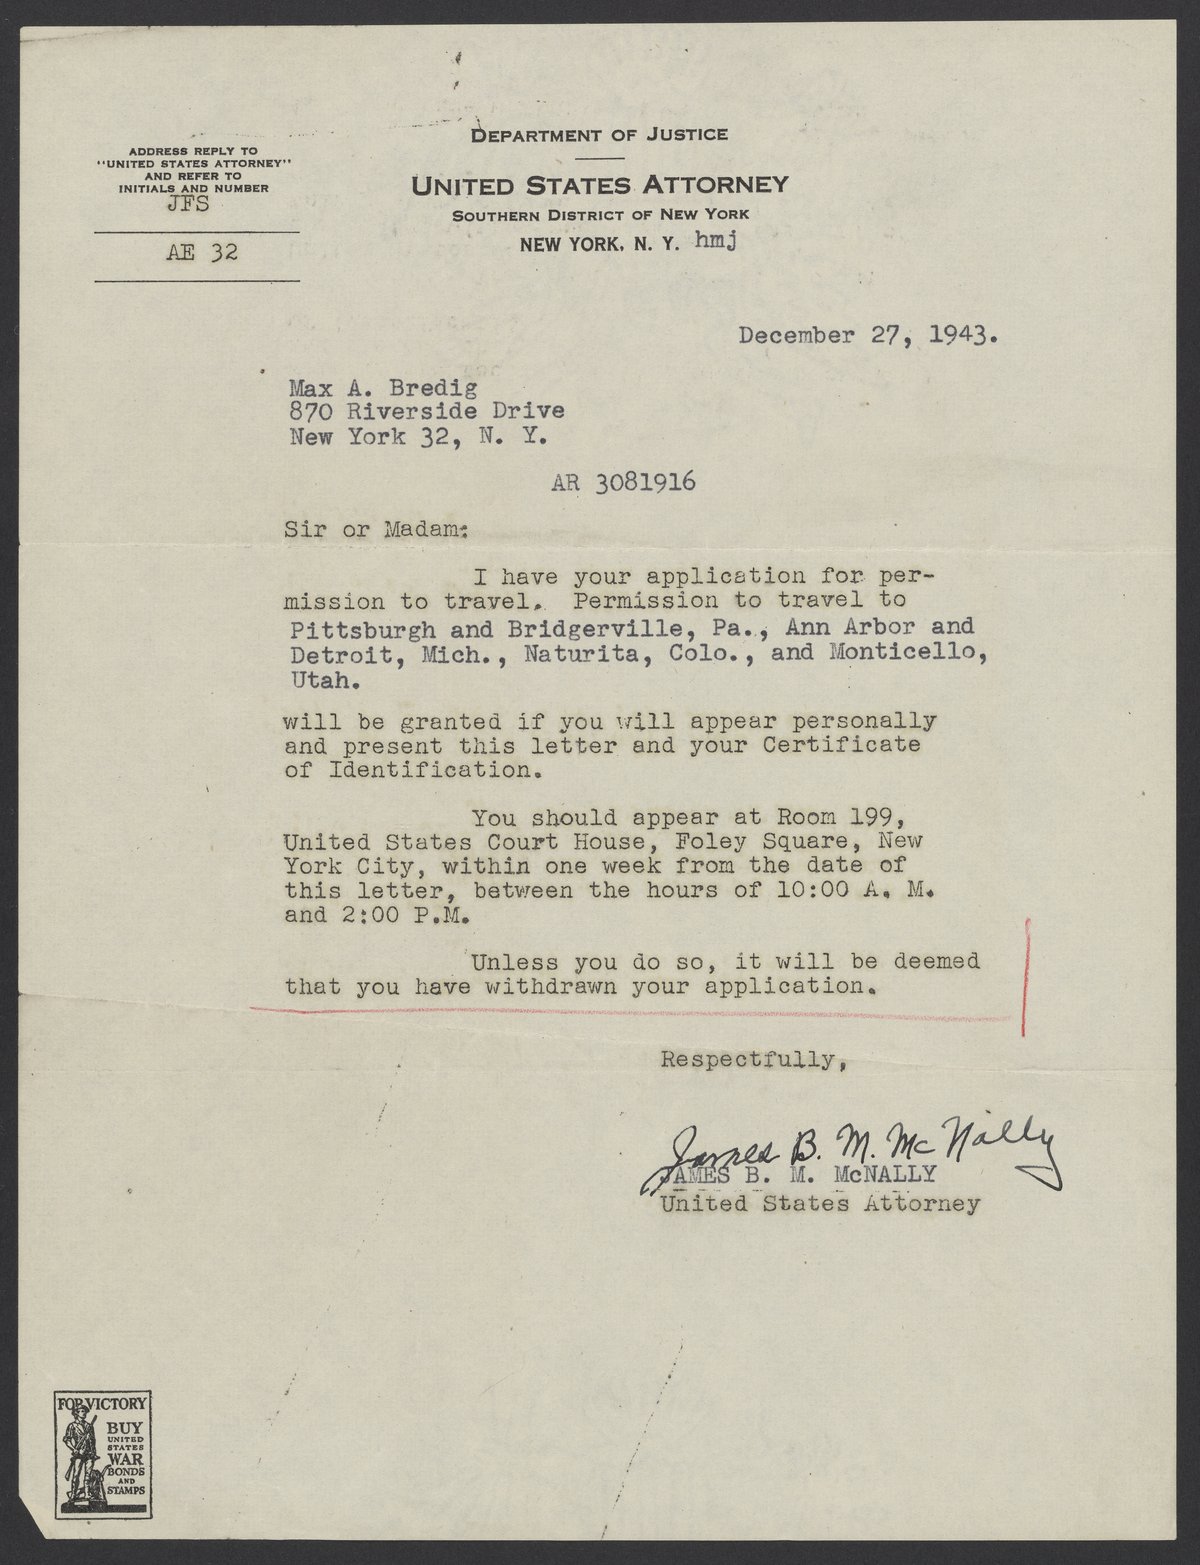 ADDRESS REPLY TO
"UNITED STATES ATTORNEY"
AND REFER TO
INITIALS AND NUMBER
JFS
AE 32
DEPARTMENT OF JUSTICE
UNITED STATES ATTORNEY
SOUTHERN DISTRICT OF NEW YORK
NEW YORK, N. Y. hmj
December 27, 1943.
Max A. Bredig
870 Riverside Drive
New York 32, N. Y.
AR 3081916
Sir or Madam:
I have your application for per-
mission to travel. Permission to travel to
Pittsburgh and Bridgerville, Pa., Ann Arbor and
Detroit, Mich., Naturita, Colo., and Monticello,
Utah.
will be granted if you will appear personally
and present this letter and your Certificate
of Identification.
You should appear at Room 199,
United States Court House, Foley Square, New
York City, within one week from the date of
this letter, between the hours of 10:00 A. M.
and 2:00 P.M.
Unless you do so, it will be deemed
that you have withdrawn your application.
Respectfully,
James B. M. McNally
JAMES B. M. McNALLY
United States Attorney
FOR VICTORY
BUY
UNITED
STATES
WAR
BONDS
AND
STAMPS